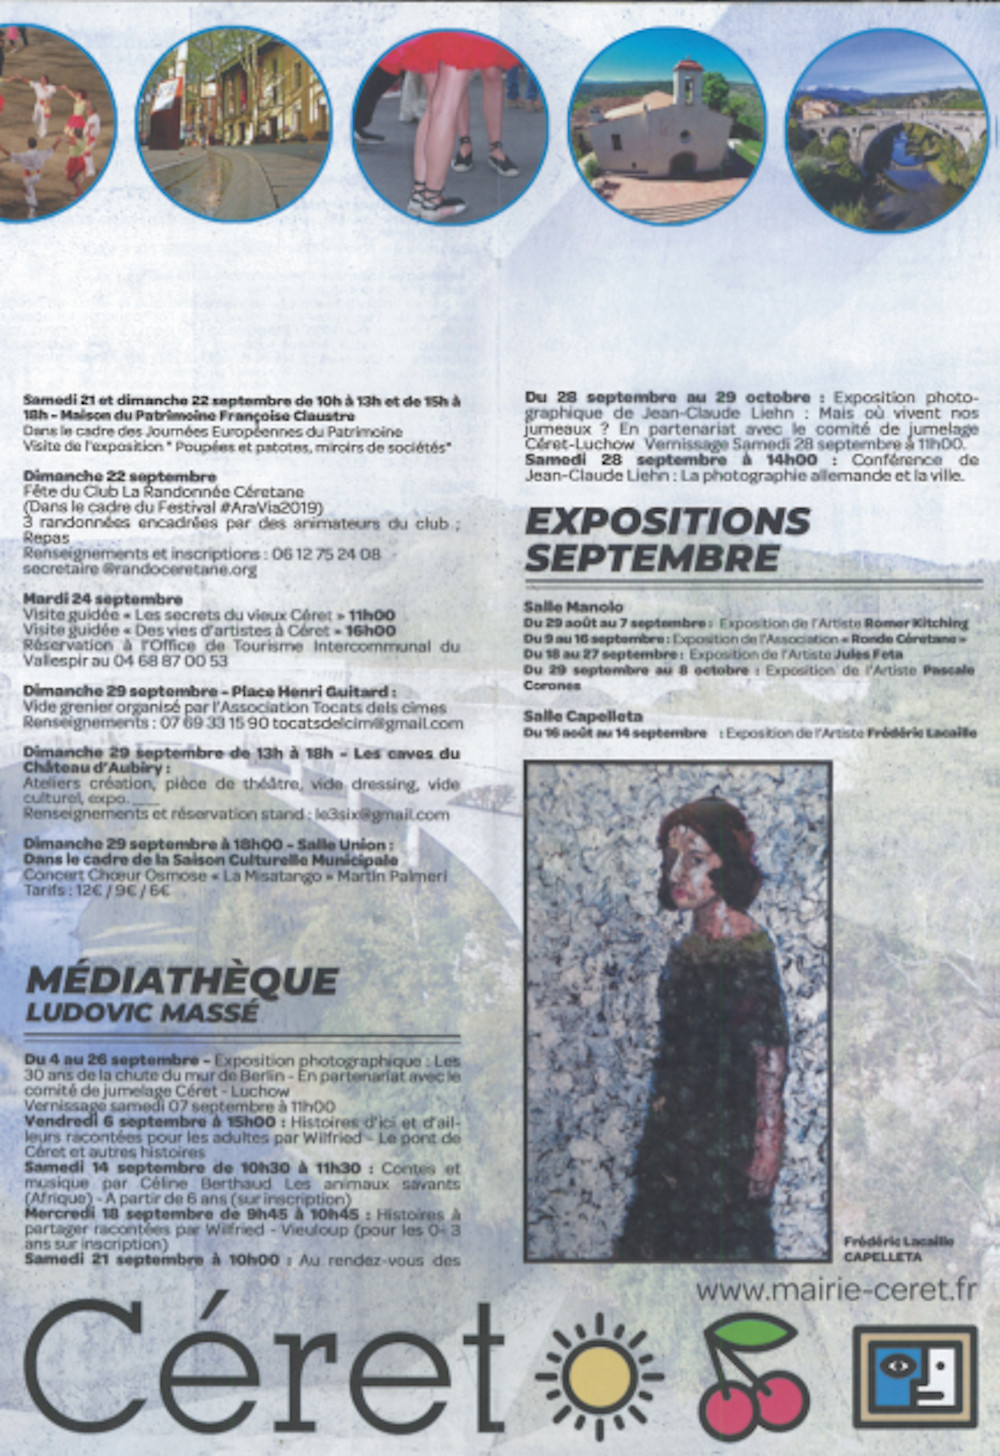 Samedi 21 et dimanche 22 septembre de 10h à 13h et de 15h à
18h - Maison du Patrimoine Françoise Claustre
Dans le cadre des Journées Européennes du Patrimoine
Visite de l'exposition " Poupées et patotes, miroirs de sociétés"
Dimanche 22 septembre
Fête du Club La Randonnée Céretane
(Dans le cadre du Festival #AraVia2019)
3 randonnées encadrées par des animateurs du club ;
Repas
Renseignements et inscriptions : 06 12 75 24 08
secretaire @randoceretane.org
Mardi 24 septembre
Visite guidée « Les secrets du vieux Céret » 11h00
Visite guidée « Des vies d'artistes à Céret » 16h00
Réservation à l'Office de Tourisme Intercommunal du
Vallespir au 04 68 87 00 53
Dimanche 29 septembre - Place Henri Guitard :
Vide grenier organisé par l'Association Tocats dels cimes
Renseignements : 07 69 33 15 90 tocatsdelcim@gmail.com
Dimanche 29 septembre de 13h à 18h - Les caves du
Château d'Aubiry :
Ateliers création, pièce de théâtre, vide dressing, vide
culturel, expo.____
Renseignements et réservation stand : le3six@gmail.com
Dimanche 29 septembre à 18h00 - Salle Union :
Dans le cadre de la Saison Culturelle Municipale
Concert Chœur Osmose « La Misatango » Martin Palmeri
Tarifs : 12€ / 9€ / 6€
MÉDIATHÈQUE
LUDOVIC MASSÉ
Du 4 au 26 septembre - Exposition photographique : Les
30 ans de la chute du mur de Berlin - En partenariat avec le
comité de jumelage Céret - Luchow
Vernissage samedi 07 septembre à 11h00
Vendredi 6 septembre à 15h00 : Histoires d'ici et d'ail-
leurs racontées pour les adultes par Wilfried - Le pont de
Céret et autres histoires
Samedi 14 septembre de 10h30 à 11h30 : Contes et
musique par Céline Berthaud Les animaux savants
(Afrique) - A partir de 6 ans (sur inscription)
Mercredi 18 septembre de 9h45 à 10h45 : Histoires à
partager racontées par Wilfried - Vieuloup (pour les 0- 3
ans sur inscription)
Samedi 21 septembre à 10h00 : Au rendez-vous des
Du 28 septembre au 29 octobre : Exposition photo-
graphique de Jean-Claude Liehn : Mais où vivent nos
jumeaux ? En partenariat avec le comité de jumelage
Céret-Luchow Vernissage Samedi 28 septembre à 11h00.
Samedi 28 septembre à 14h00 : Conférence de
Jean-Claude Liehn : La photographie allemande et la ville.
EXPOSITIONS
SEPTEMBRE
Salle Manolo
Du 29 août au 7 septembre : Exposition de l'Artiste Romer Kitching
Du 9 au 16 septembre : Exposition de l'Association « Ronde Céretane »
Du 18 au 27 septembre : Exposition de l'Artiste Jules Feta
Du 29 septembre au 8 octobre : Exposition de l'Artiste Pascale
Corones
Salle Capelleta
Du 16 août au 14 septembre : Exposition de l'Artiste Frédéric Lacaille
Frédéric Lacaille
CAPELLETA
www.mairie-ceret.fr
Céret